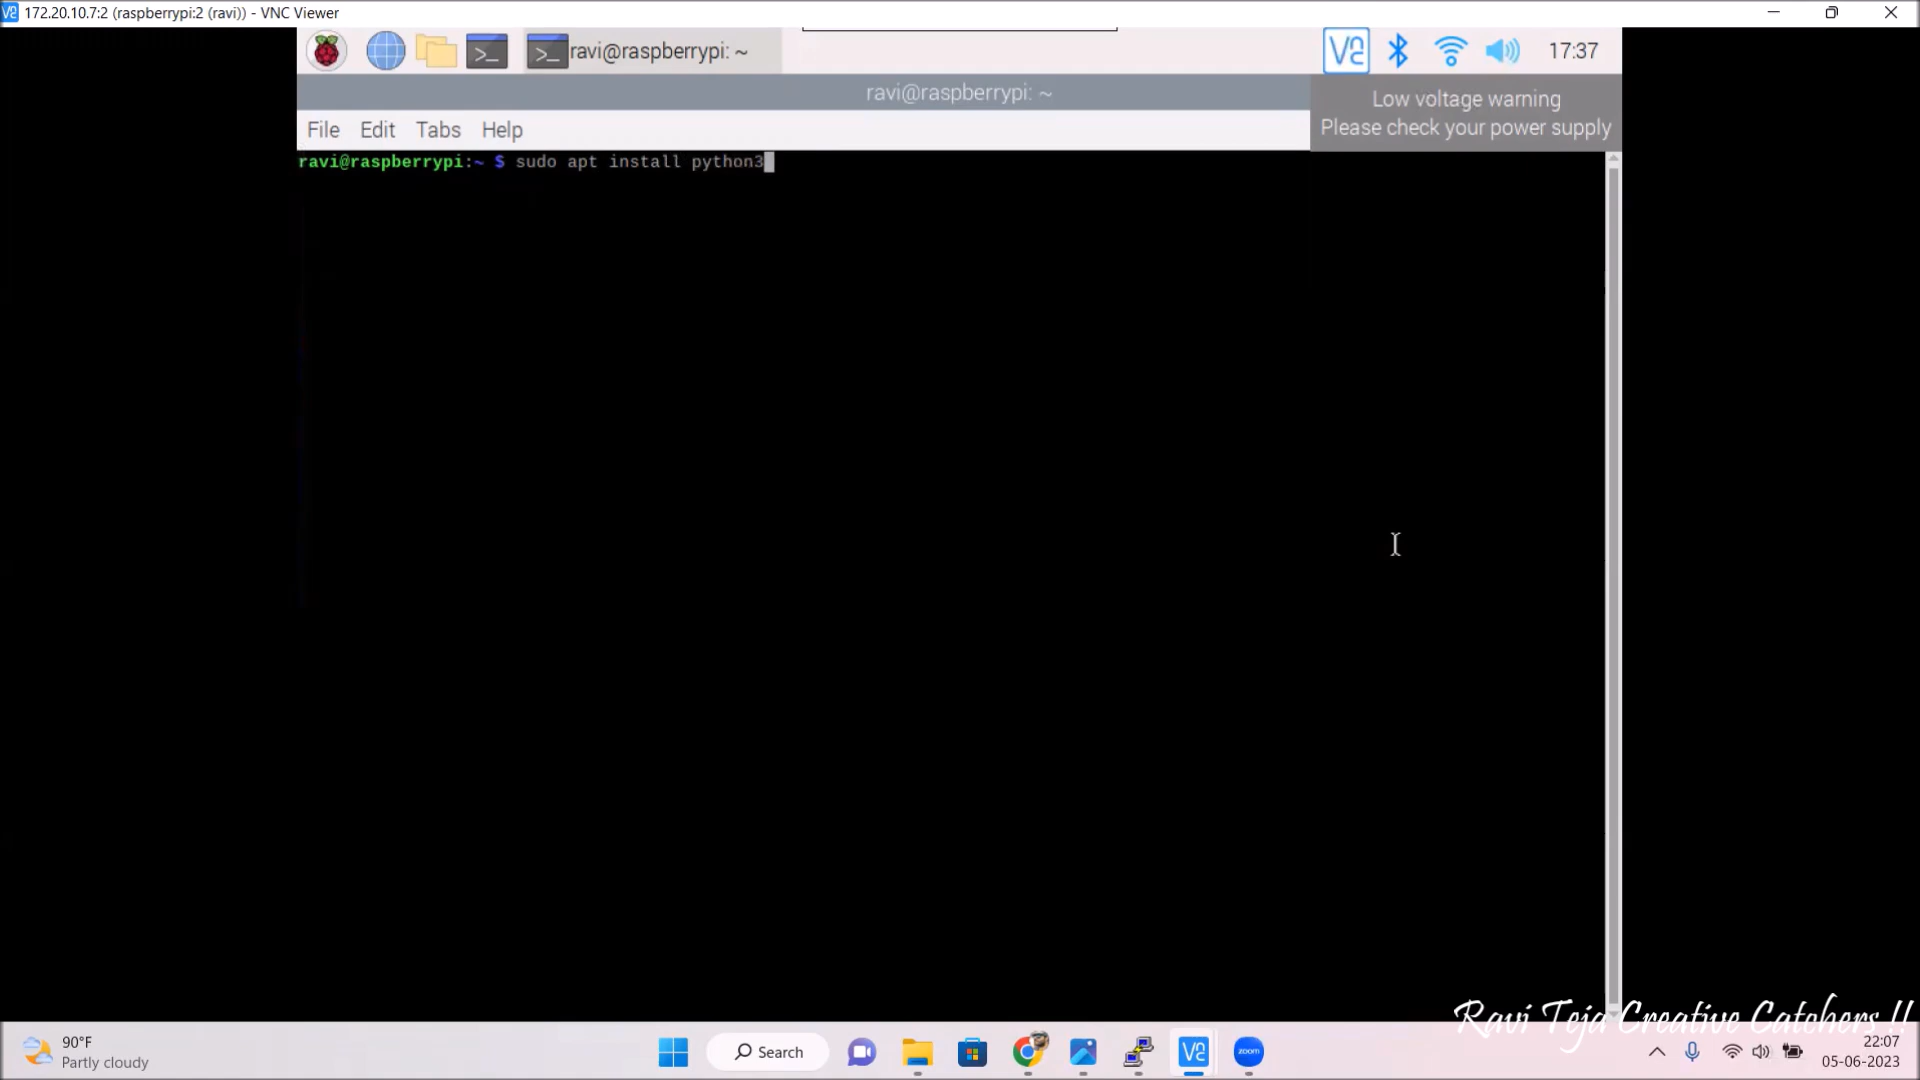 172.20.10.7:2 (raspberrypi:2 (ravi)) - VNC Viewer
ravi@raspberrypi: ~
17:37
ravi@raspberrypi: ~
Low voltage warning
Please check your power supply
File Edit Tabs Help
ravi@raspberrypi:~ $ sudo apt install python3
Ravi Teja Creative Catchers !!
90°F
Partly cloudy
Search
zoom
22:07
05-06-2023